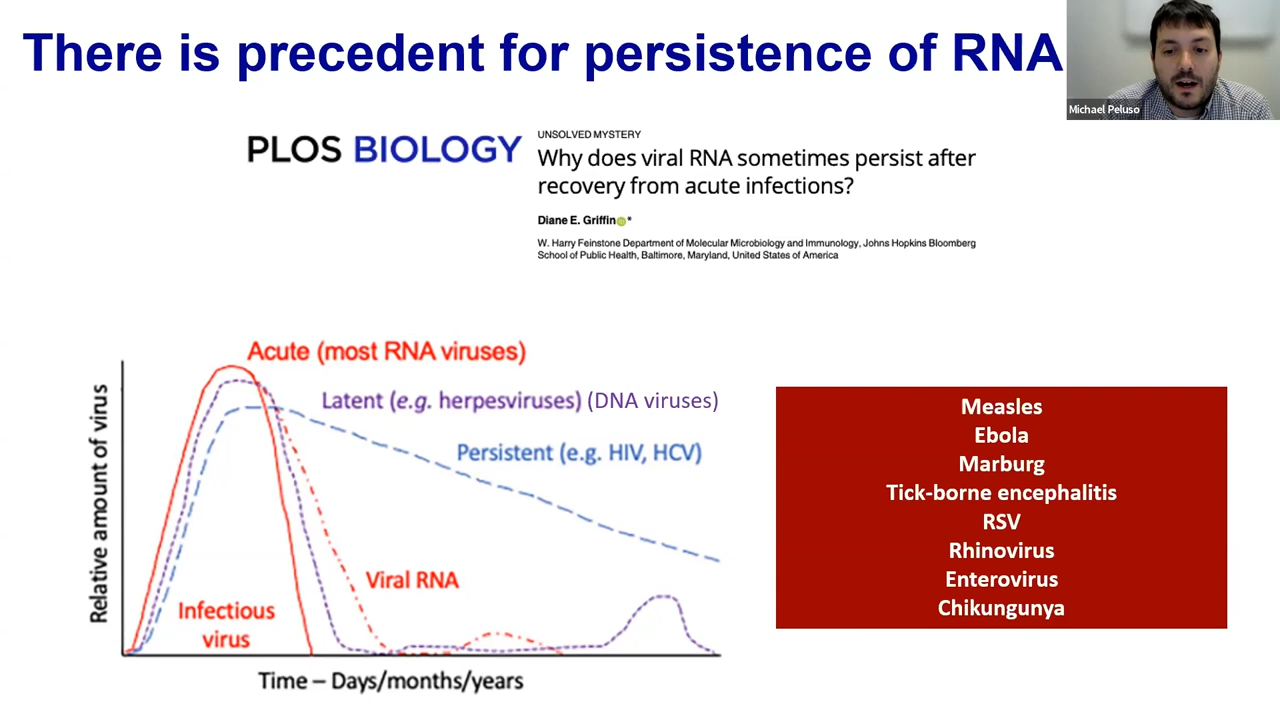 There is precedent for persistence of RNA
Michael Peluso
PLOS BIOLOGY
UNSOLVED MYSTERY
Why does viral RNA sometimes persist after
recovery from acute infections?
Diane E. Griffin *
W. Harry Feinstone Department of Molecular Microbiology and Immunology, Johns Hopkins Bloomberg
School of Public Health, Baltimore, Maryland, United States of America
Acute (most RNA viruses)
Latent (e.g. herpesviruses) (DNA viruses)
Persistent (e.g. HIV, HCV)
Viral RNA
Infectious
virus
Relative amount of virus
Time – Days/months/years
Measles
Ebola
Marburg
Tick-borne encephalitis
RSV
Rhinovirus
Enterovirus
Chikungunya